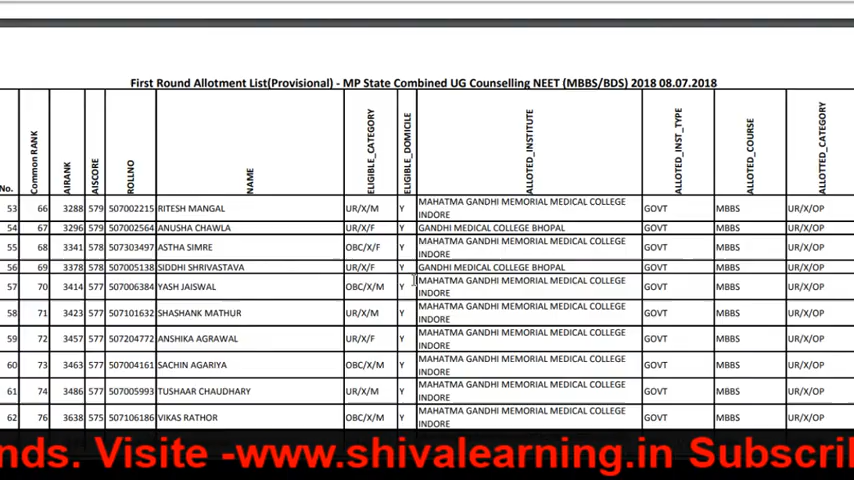 First Round Allotment List(Provisional) - MP State Combined UG Counselling NEET (MBBS/BDS) 2018 08.07.2018
No. Common RANK AIRANK AISCORE ROLLNO NAME ELIGIBLE_CATEGORY ELIGIBLE_DOMICILE ALLOTED_INSTITUTE ALLOTED_INST_TYPE ALLOTED_COURSE ALLOTTED_CATEGORY
53 66 3288 579 507002215 RITESH MANGAL UR/X/M Y MAHATMA GANDHI MEMORIAL MEDICAL COLLEGE GOVT MBBS UR/X/OP
INDORE
54 67 3296 579 507002564 ANUSHA CHAWLA UR/X/F Y GANDHI MEDICAL COLLEGE BHOPAL GOVT MBBS UR/X/OP
55 68 3341 578 507303497 ASTHA SIMRE OBC/X/F Y MAHATMA GANDHI MEMORIAL MEDICAL COLLEGE GOVT MBBS UR/X/OP
INDORE
56 69 3378 578 507005138 SIDDHI SHRIVASTAVA UR/X/F Y GANDHI MEDICAL COLLEGE BHOPAL GOVT MBBS UR/X/OP
57 70 3414 577 507006384 YASH JAISWAL OBC/X/M Y MAHATMA GANDHI MEMORIAL MEDICAL COLLEGE GOVT MBBS UR/X/OP
INDORE
58 71 3423 577 507101632 SHASHANK MATHUR UR/X/M Y MAHATMA GANDHI MEMORIAL MEDICAL COLLEGE GOVT MBBS UR/X/OP
INDORE
59 72 3457 577 507204772 ANSHIKA AGRAWAL UR/X/F Y MAHATMA GANDHI MEMORIAL MEDICAL COLLEGE GOVT MBBS UR/X/OP
INDORE
60 73 3463 577 507004161 SACHIN AGARIYA OBC/X/M Y MAHATMA GANDHI MEMORIAL MEDICAL COLLEGE GOVT MBBS UR/X/OP
INDORE
61 74 3486 577 507005993 TUSHAAR CHAUDHARY UR/X/M Y MAHATMA GANDHI MEMORIAL MEDICAL COLLEGE GOVT MBBS UR/X/OP
INDORE
62 76 3638 575 507106186 VIKAS RATHOR OBC/X/M Y MAHATMA GANDHI MEMORIAL MEDICAL COLLEGE GOVT MBBS UR/X/OP
INDORE
nds. Visite -www.shivalearning.in Subscri